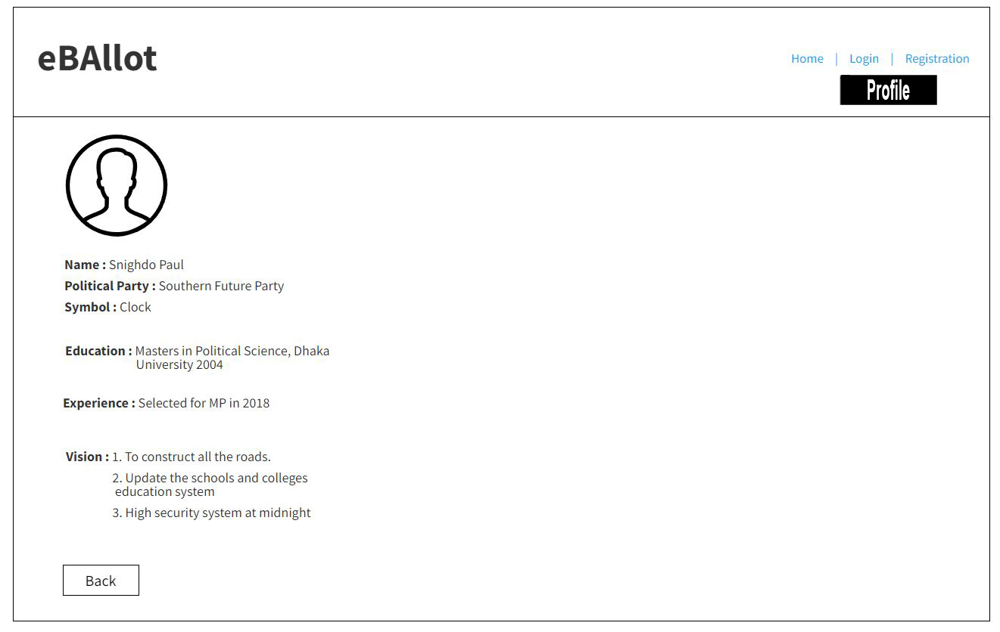 eBAllot
Home | Login | Registration
Profile
Name : Snighdo Paul
Political Party : Southern Future Party
Symbol : Clock
Education : Masters in Political Science, Dhaka
University 2004
Experience : Selected for MP in 2018
Vision : 1. To construct all the roads.
2. Update the schools and colleges
education system
3. High security system at midnight
Back